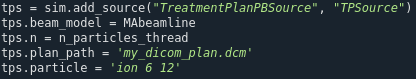 tps = sim.add_source("TreatmentPlanPBSource", "TPSource")
tps.beam_model = MAbeamline
tps.n = n_particles_thread
tps.plan_path = 'my_dicom_plan.dcm'
tps.particle = 'ion 6 12'